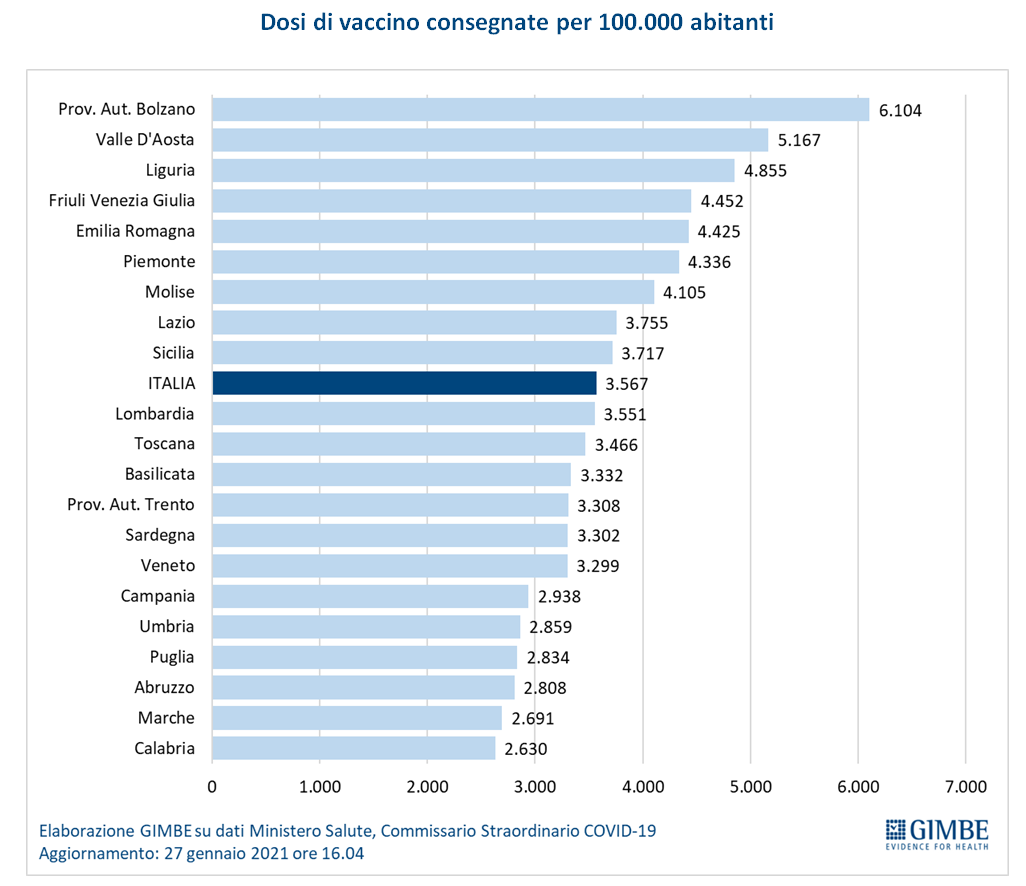 Dosi di vaccino consegnate per 100.000 abitanti
Prov. Aut. Bolzano 6.104
Valle D'Aosta 5.167
Liguria 4.855
Friuli Venezia Giulia 4.452
Emilia Romagna 4.425
Piemonte 4.336
Molise 4.105
Lazio 3.755
Sicilia 3.717
ITALIA 3.567
Lombardia 3.551
Toscana 3.466
Basilicata 3.332
Prov. Aut. Trento 3.308
Sardegna 3.302
Veneto 3.299
Campania 2.938
Umbria 2.859
Puglia 2.834
Abruzzo 2.808
Marche 2.691
Calabria 2.630
0 1.000 2.000 3.000 4.000 5.000 6.000 7.000
Elaborazione GIMBE su dati Ministero Salute, Commissario Straordinario COVID-19
Aggiornamento: 27 gennaio 2021 ore 16.04
GIMBE
EVIDENCE FOR HEALTH